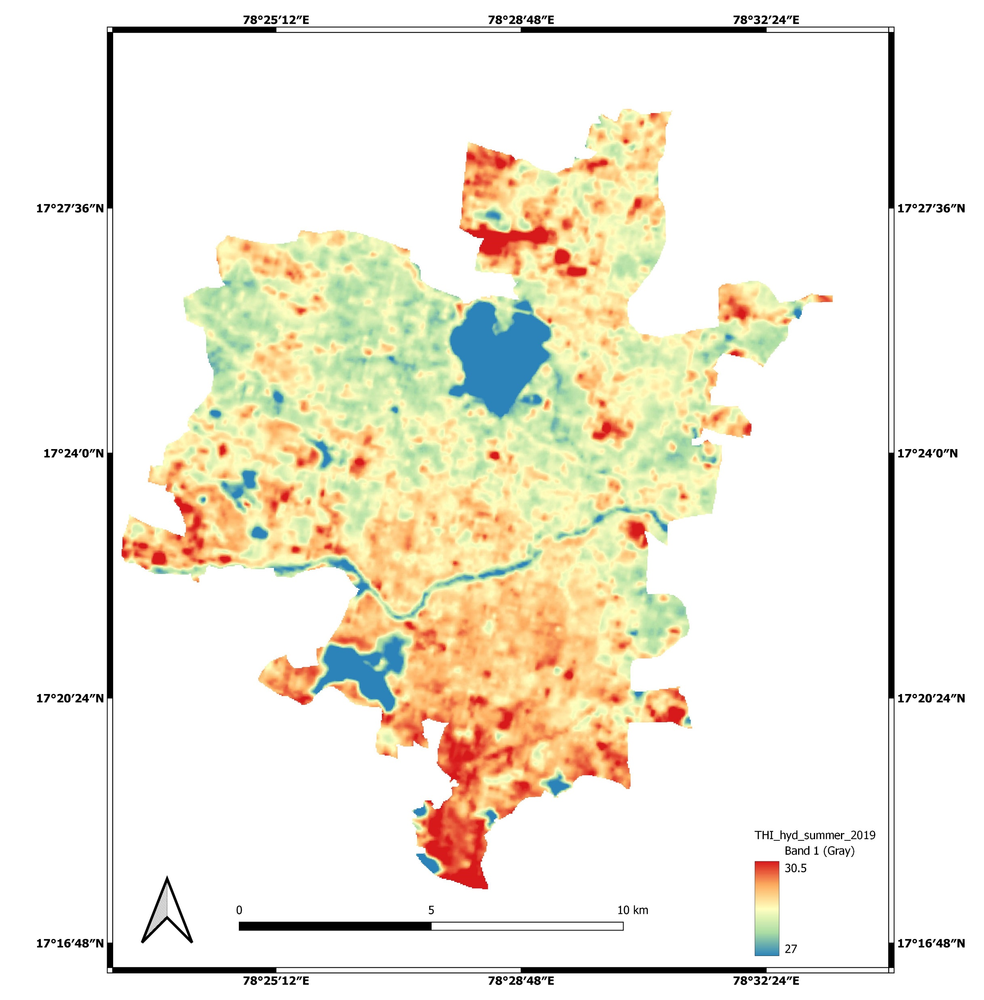 78°25′12″E 78°28′48″E 78°32′24″E
17°27′36″N 17°27′36″N
17°24′0″N 17°24′0″N
17°20′24″N 17°20′24″N
THI_hyd_summer_2019
Band 1 (Gray)
30.5
27
0 5 10 km
17°16′48″N 17°16′48″N
78°25′12″E 78°28′48″E 78°32′24″E